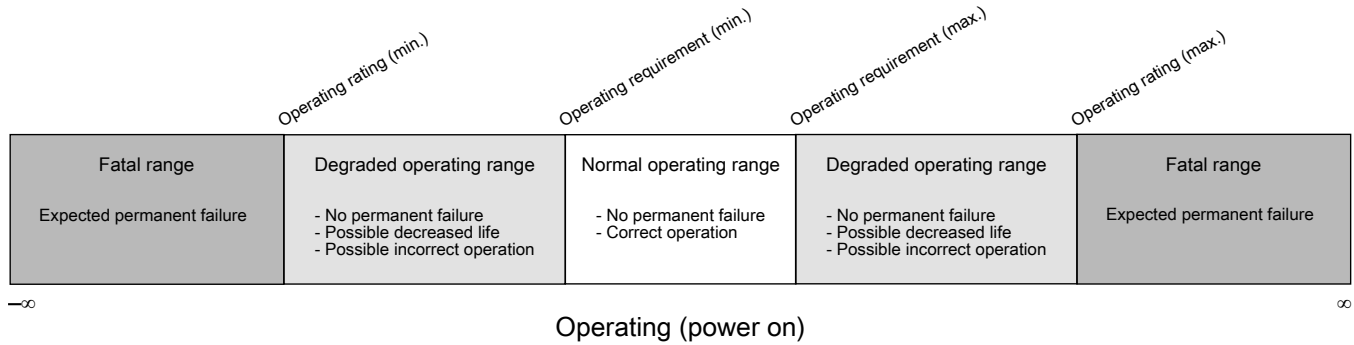 Operating rating (min.)
Operating requirement (min.)
Operating requirement (max.)
Operating rating (max.)
Fatal range
Expected permanent failure
Degraded operating range
- No permanent failure
- Possible decreased life
- Possible incorrect operation
Normal operating range
- No permanent failure
- Correct operation
Degraded operating range
- No permanent failure
- Possible decreased life
- Possible incorrect operation
Fatal range
Expected permanent failure
–∞
∞
Operating (power on)